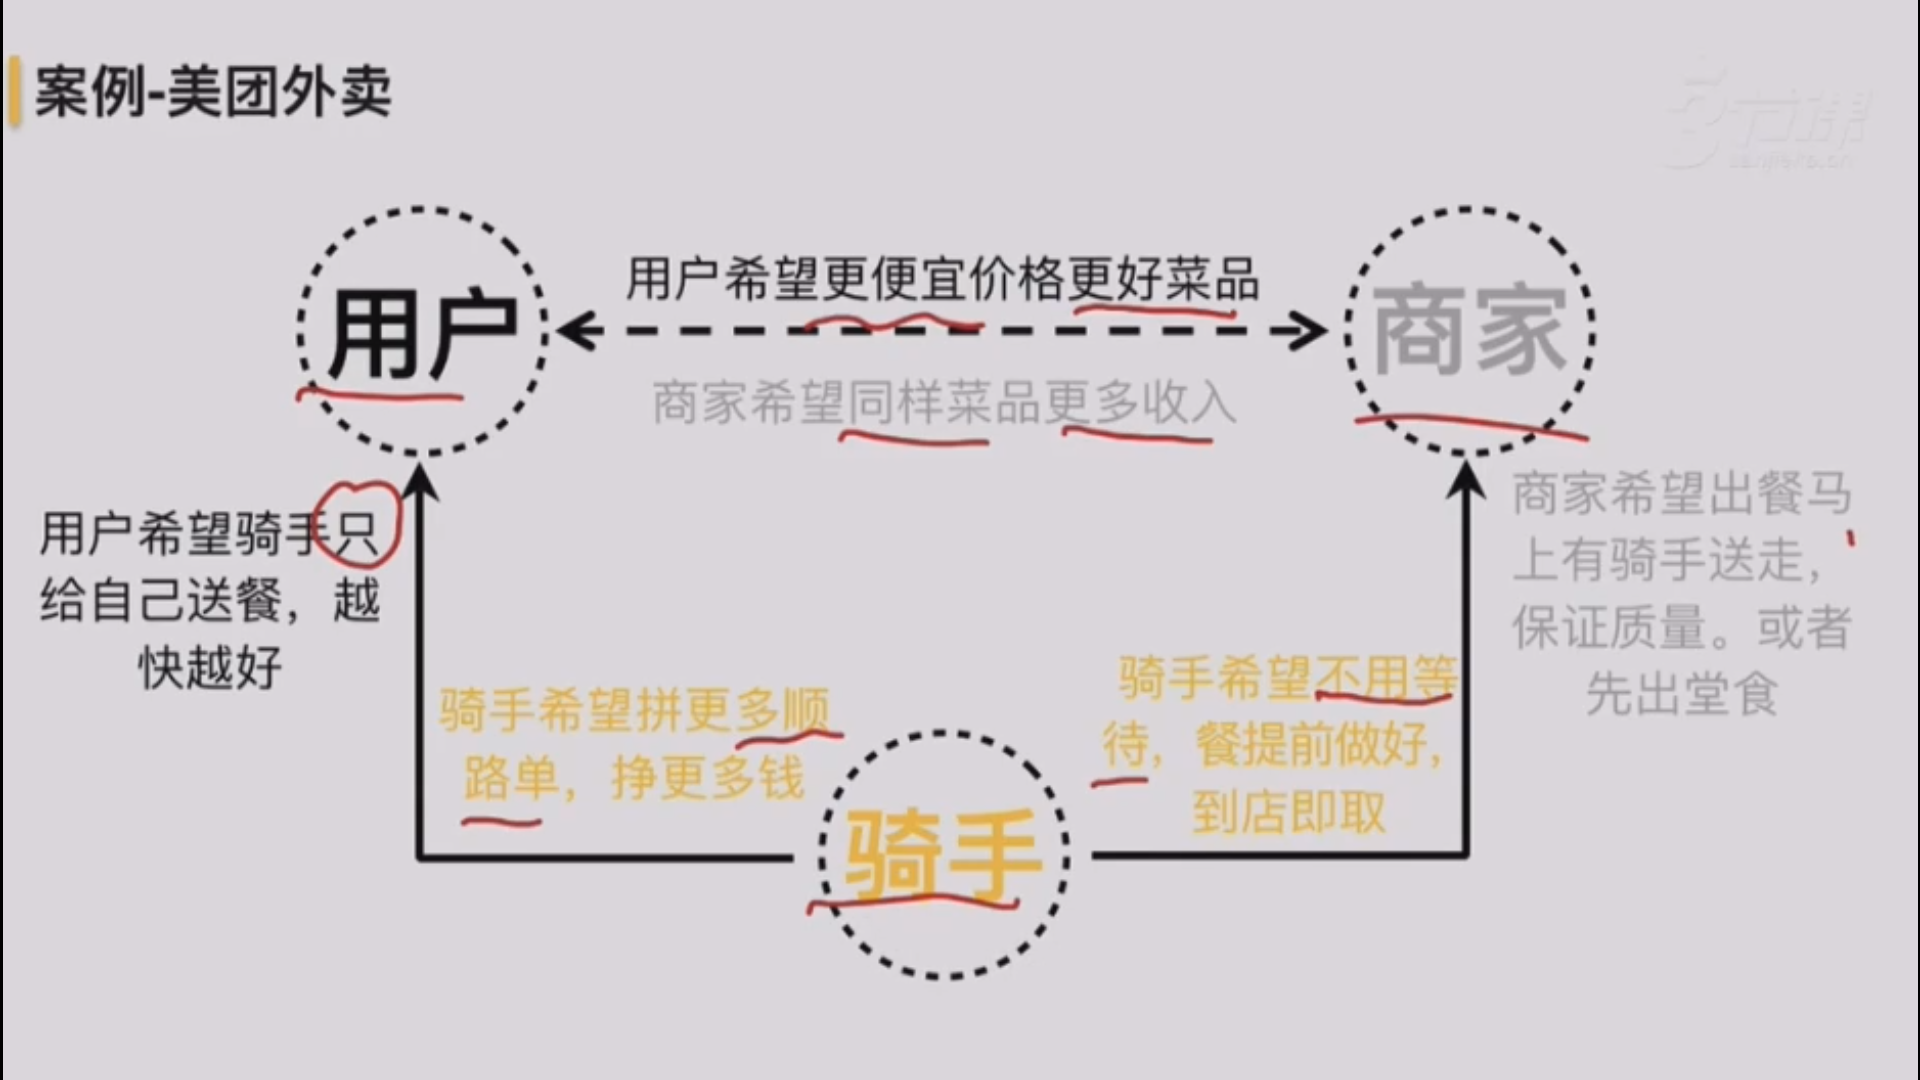 案例-美团外卖
3节课
sanjieke.cn
用户
用户希望更便宜价格更好菜品
商家希望同样菜品更多收入
商家
用户希望骑手只
给自己送餐，越
快越好
商家希望出餐马
上有骑手送走，
保证质量。或者
先出堂食
骑手希望拼更多顺
路单，挣更多钱
骑手希望不用等
待，餐提前做好，
到店即取
骑手